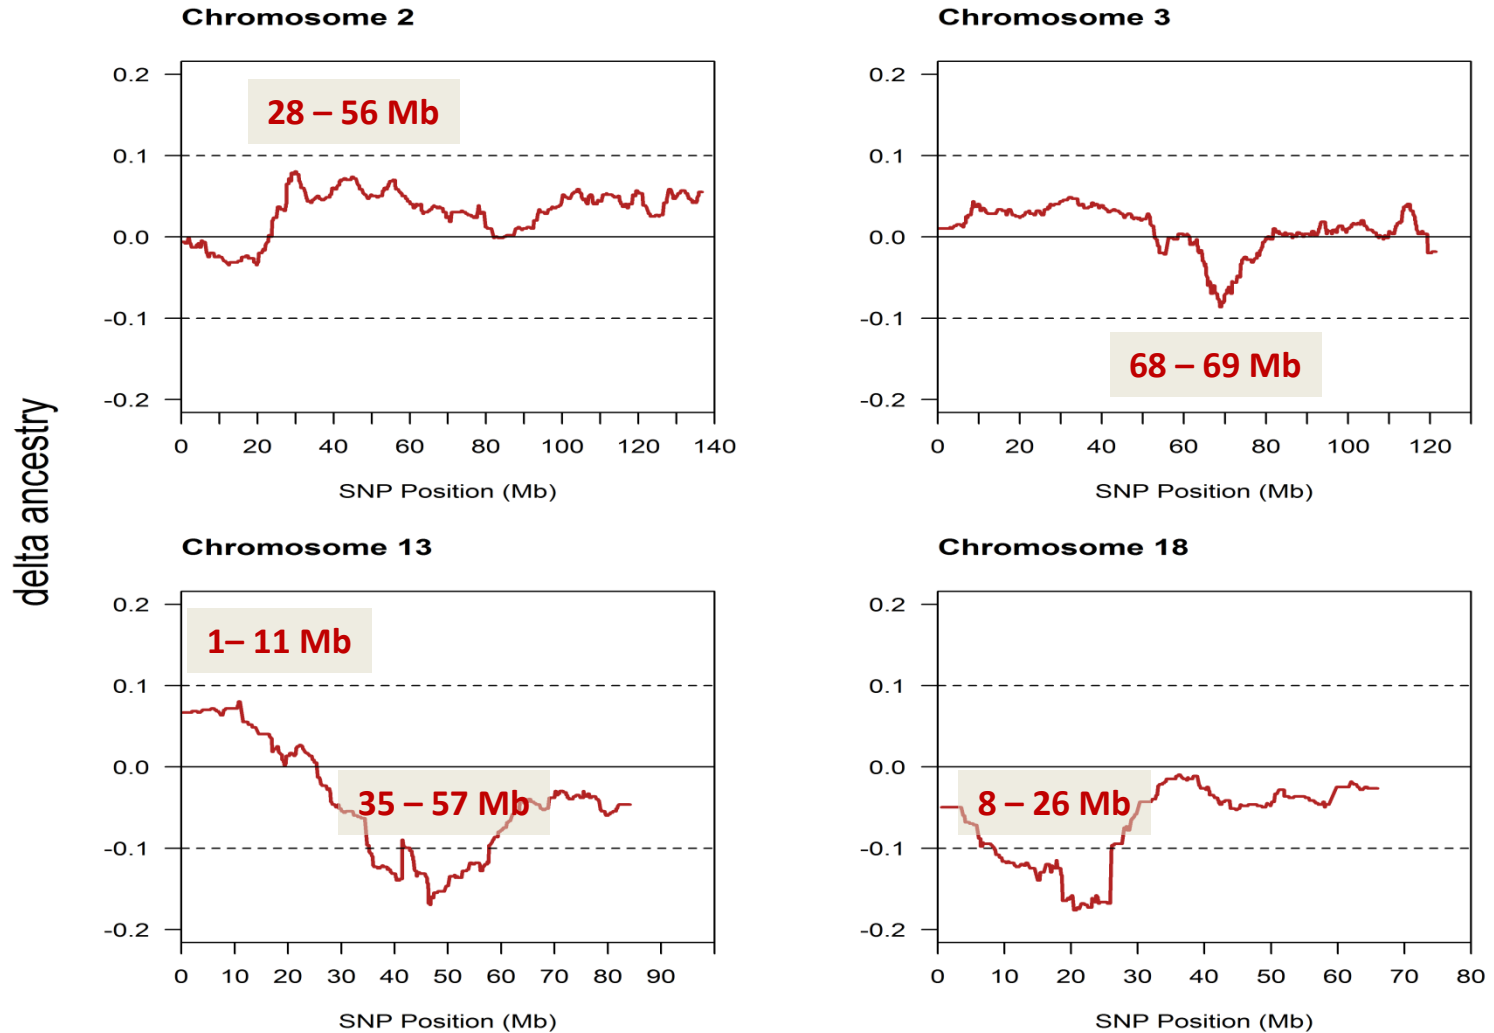 delta ancestry
Chromosome 2
0.2
0.1
0.0
-0.1
-0.2
28 – 56 Mb
0 20 40 60 80 100 120 140
SNP Position (Mb)
Chromosome 3
0.2
0.1
0.0
-0.1
-0.2
68 – 69 Mb
0 20 40 60 80 100 120
SNP Position (Mb)
Chromosome 13
0.2
0.1
0.0
-0.1
-0.2
1– 11 Mb
35 – 57 Mb
0 10 20 30 40 50 60 70 80 90
SNP Position (Mb)
Chromosome 18
0.2
0.1
0.0
-0.1
-0.2
8 – 26 Mb
0 10 20 30 40 50 60 70 80
SNP Position (Mb)